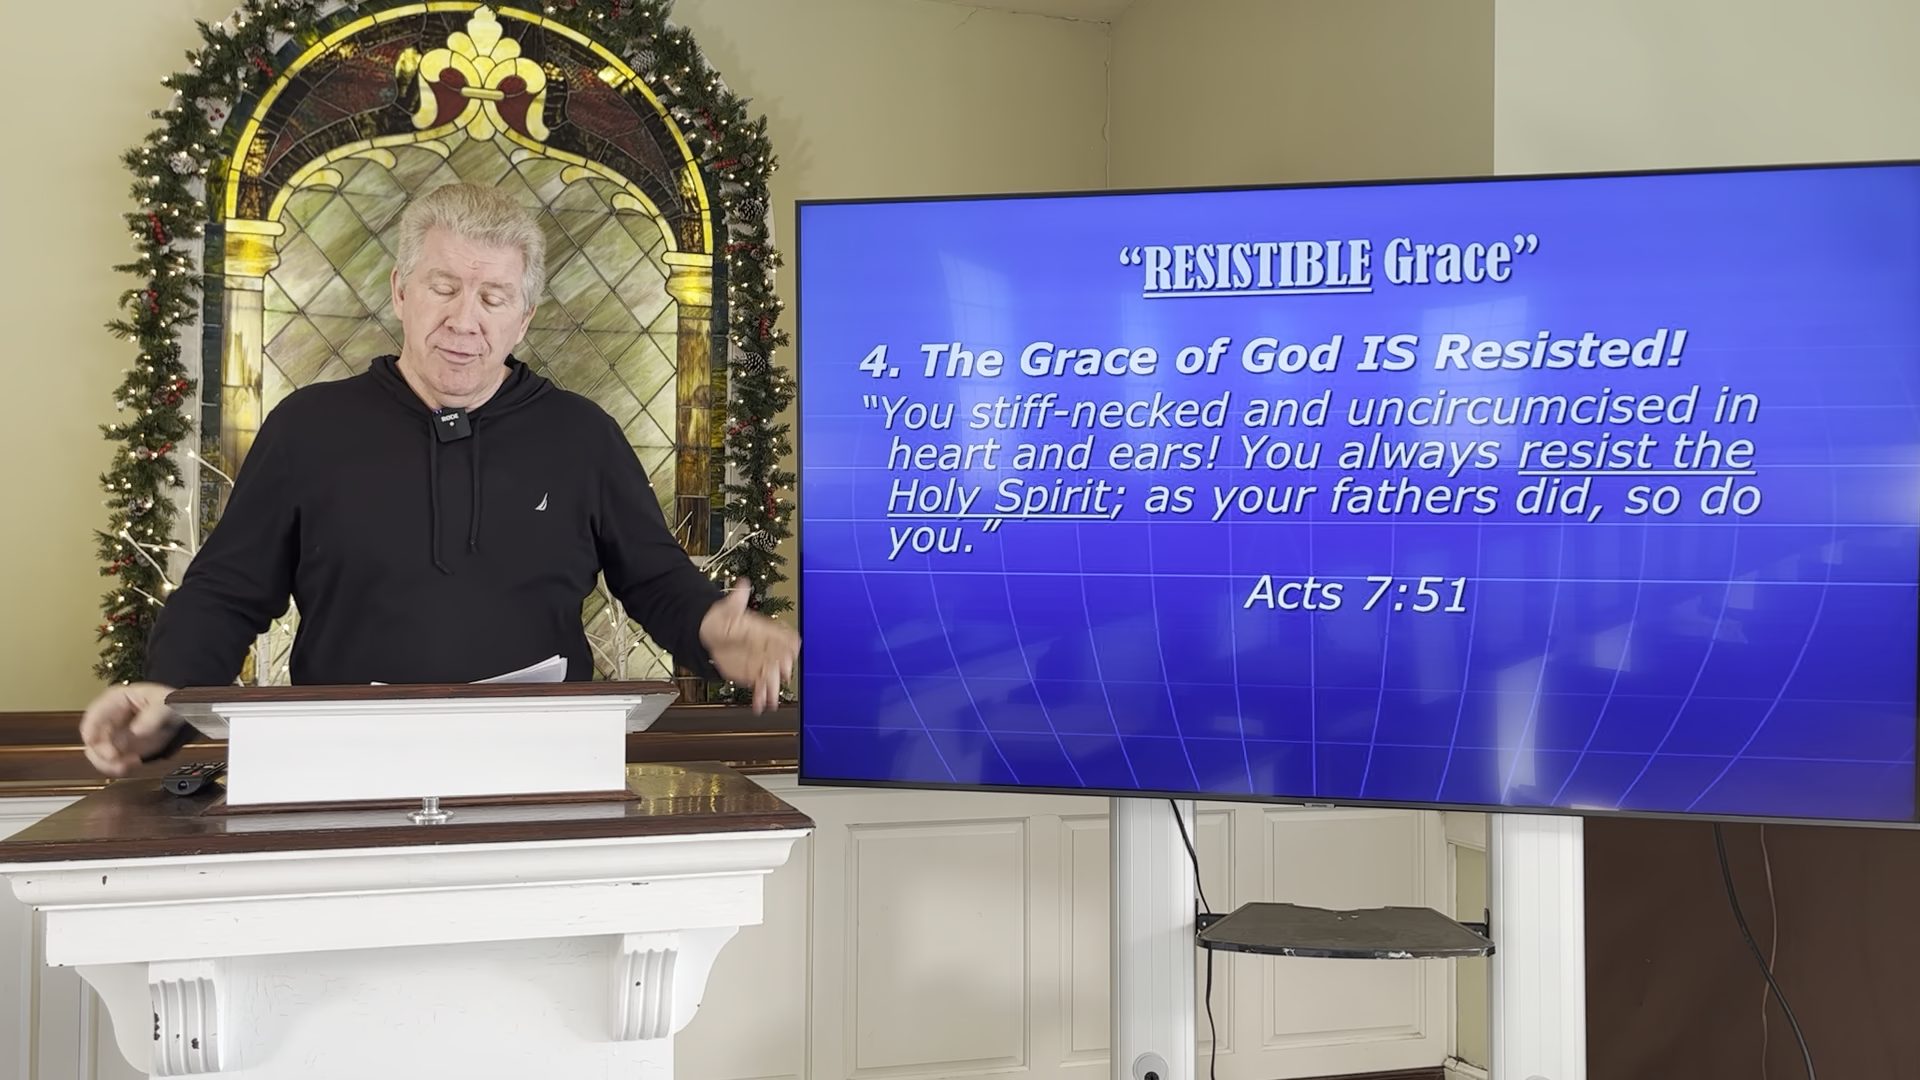 “RESISTIBLE Grace”
4. The Grace of God IS Resisted!
“You stiff-necked and uncircumcised in
heart and ears! You always resist the
Holy Spirit; as your fathers did, so do
you.”
Acts 7:51
RØDE